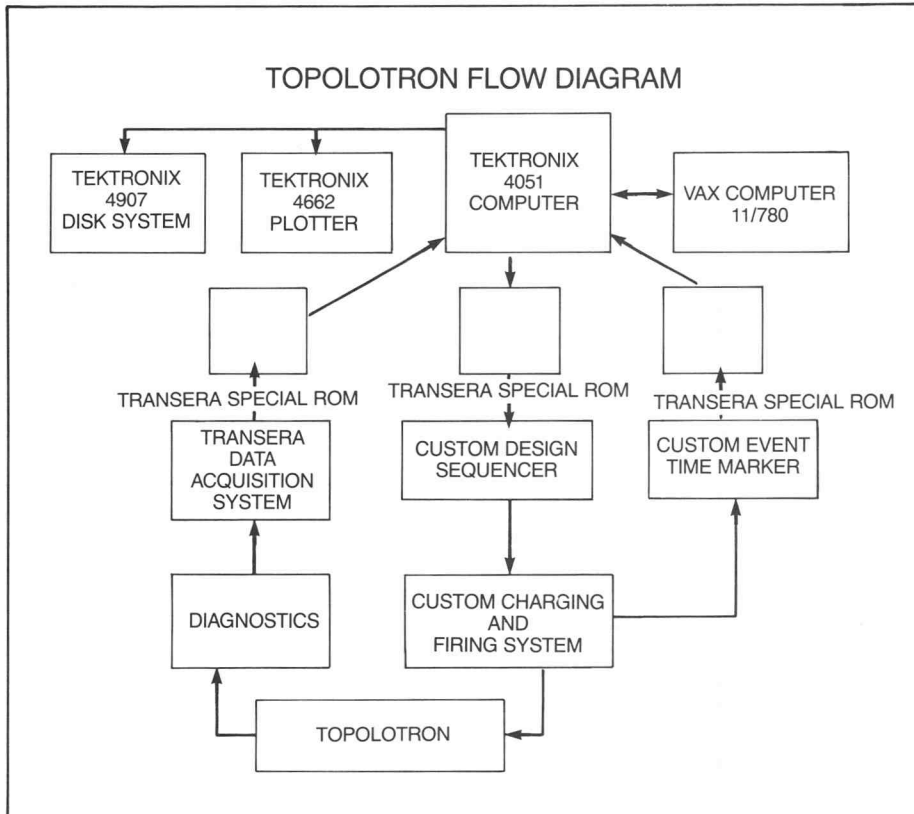 TOPOLOTRON FLOW DIAGRAM
TEKTRONIX
4907
DISK SYSTEM
TEKTRONIX
4662
PLOTTER
TEKTRONIX
4051
COMPUTER
VAX COMPUTER
11/780
TRANSERA SPECIAL ROM
TRANSERA SPECIAL ROM
TRANSERA SPECIAL ROM
TRANSERA
DATA
ACQUISITION
SYSTEM
CUSTOM DESIGN
SEQUENCER
CUSTOM EVENT
TIME MARKER
DIAGNOSTICS
CUSTOM CHARGING
AND
FIRING SYSTEM
TOPOLOTRON